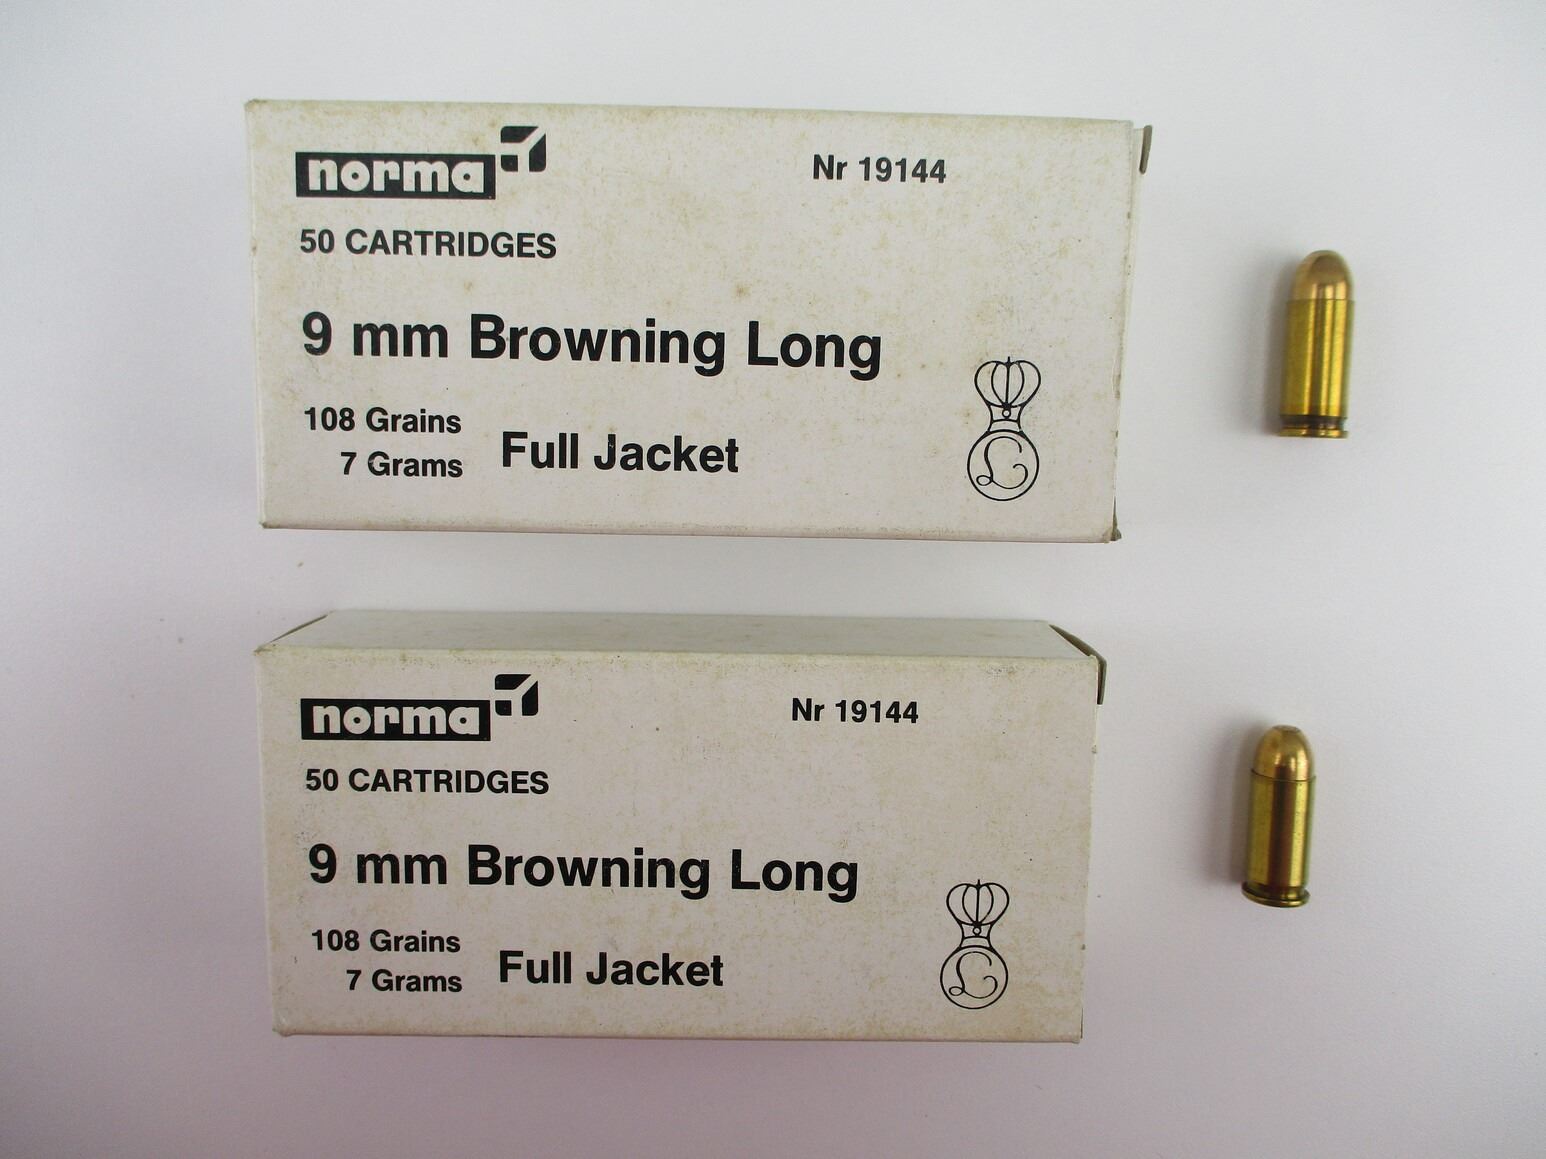 norma
Nr 19144
50 CARTRIDGES
9 mm Browning Long
108 Grains
7 Grams
Full Jacket
L
norma
Nr 19144
50 CARTRIDGES
9 mm Browning Long
108 Grains
7 Grams
Full Jacket
L